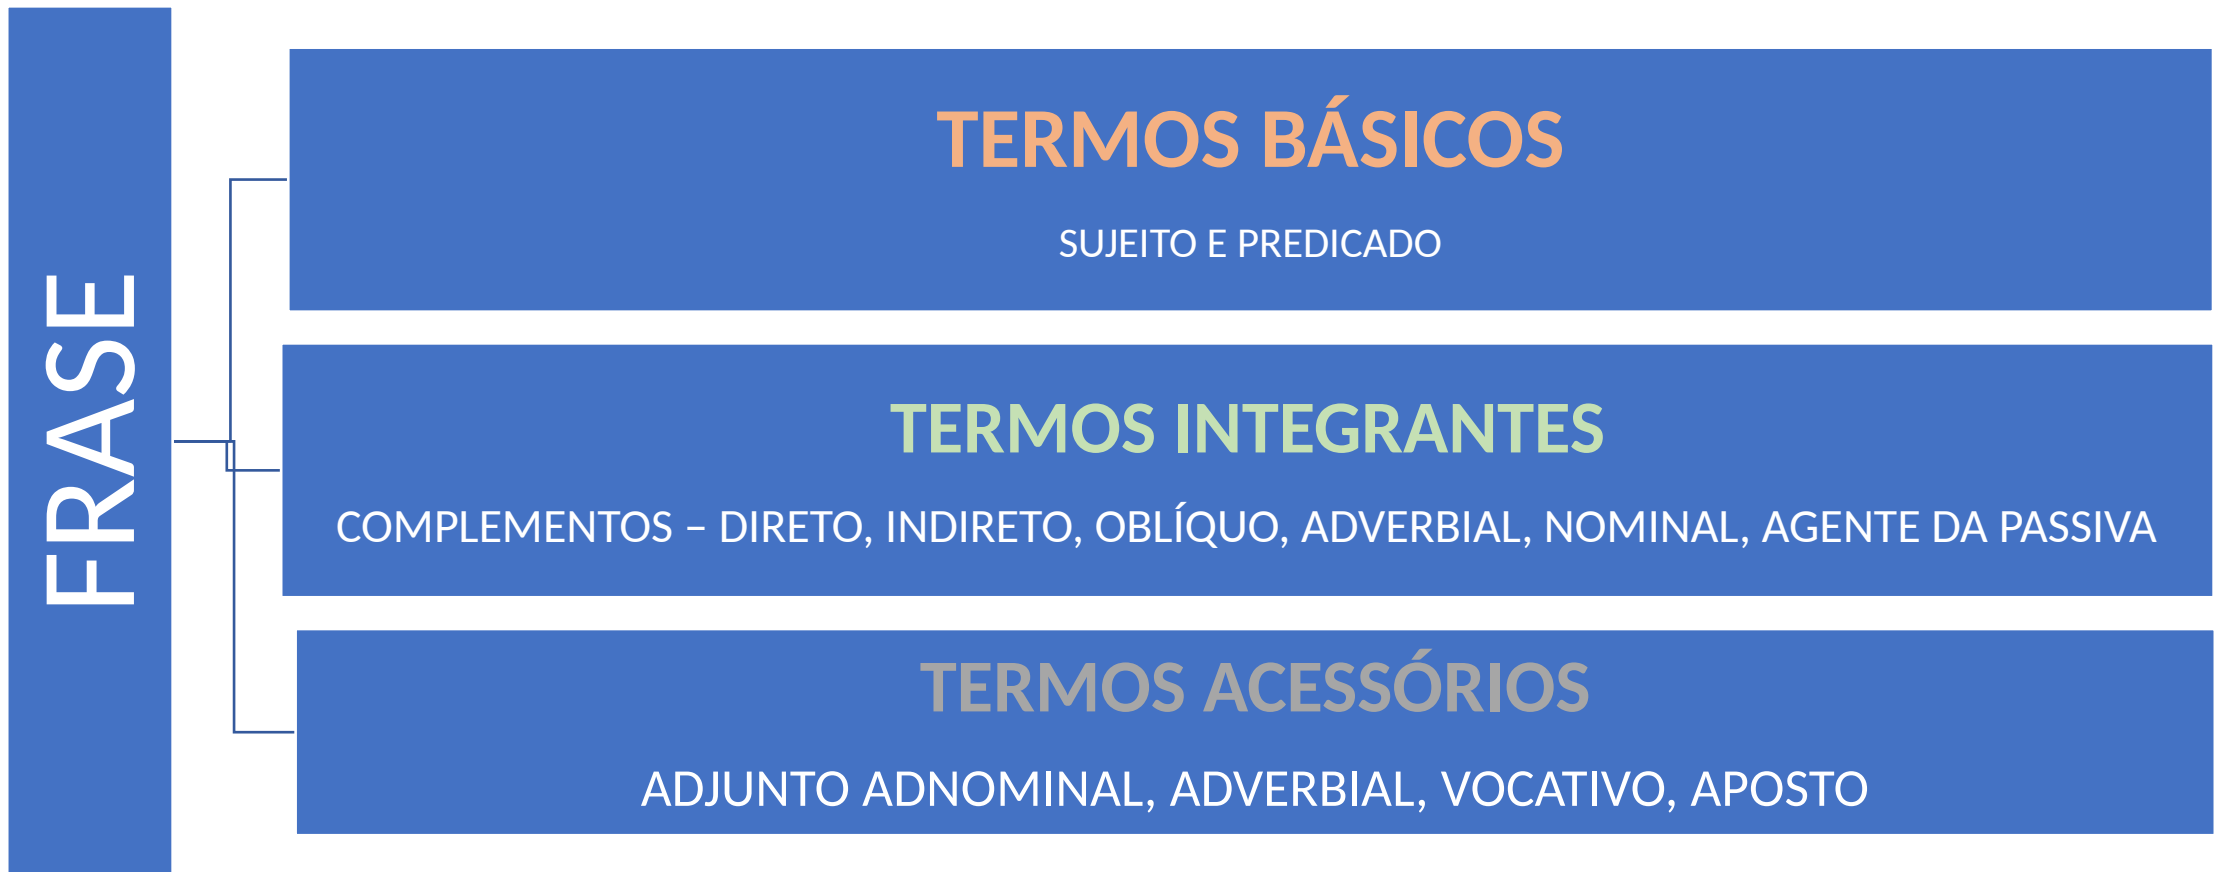 FRASE
TERMOS BÁSICOS
SUJEITO E PREDICADO
TERMOS INTEGRANTES
COMPLEMENTOS – DIRETO, INDIRETO, OBLÍQUO, ADVERBIAL, NOMINAL, AGENTE DA PASSIVA
TERMOS ACESSÓRIOS
ADJUNTO ADNOMINAL, ADVERBIAL, VOCATIVO, APOSTO